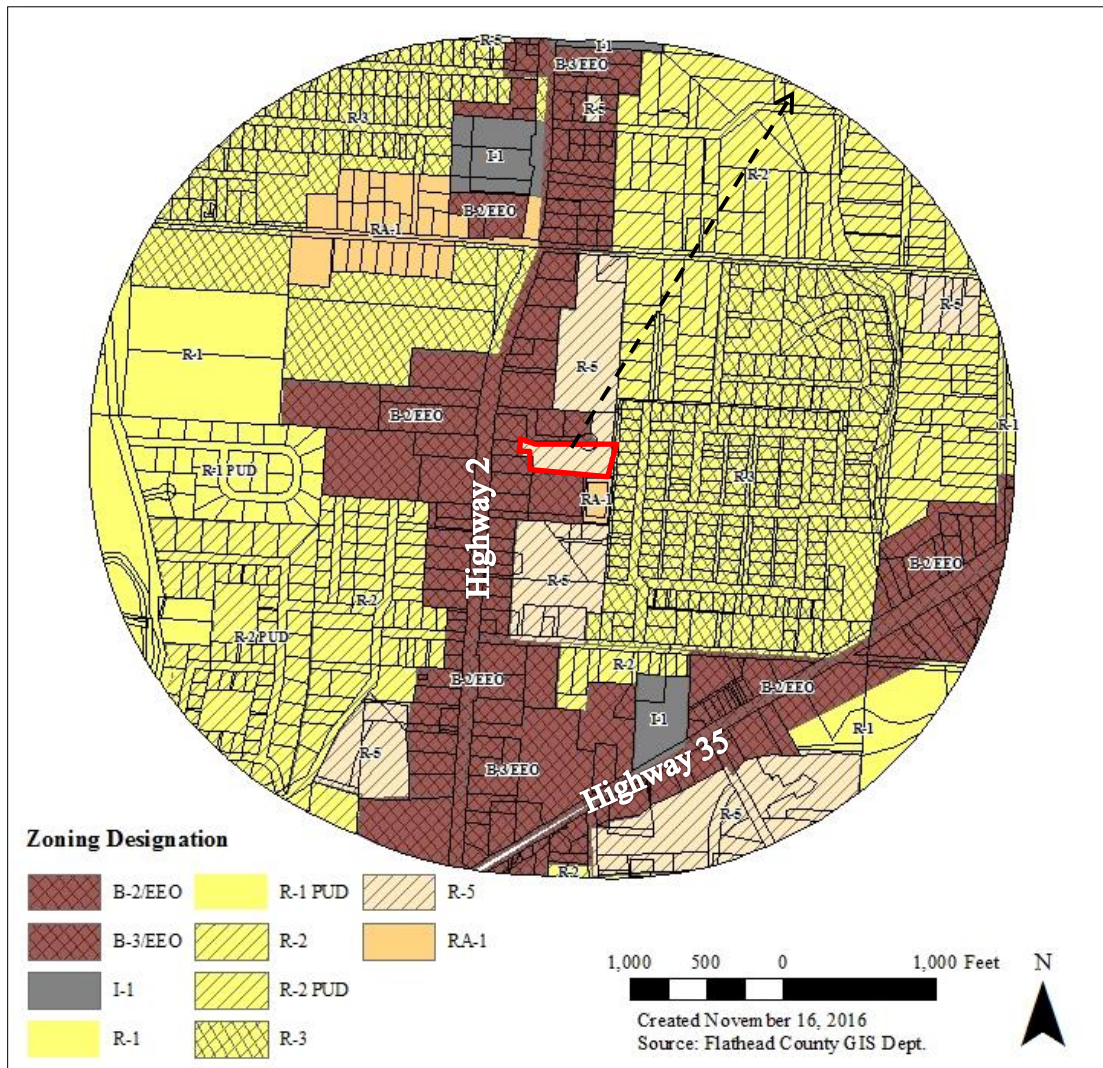 R-5
I-1
B-3/EEO
R-5
R-3
I-1
R-2
B-2/EEO
RA-1
R-5
R-1
R-5
B-2/EEO
R-1
R-1 PUD
R-3
RA-1
Highway 2
B-2/EEO
R-5
R-2
R-2 PUD
R-2
B-2/EEO
B-2/EEO
I-1
R-1
R-5
B-3/EEO
Highway 35
R-5
R-2
Zoning Designation
B-2/EEO
R-1 PUD
R-5
B-3/EEO
R-2
RA-1
I-1
R-2 PUD
R-1
R-3
1,000 500 0 1,000 Feet
N
Created November 16, 2016
Source: Flathead County GIS Dept.